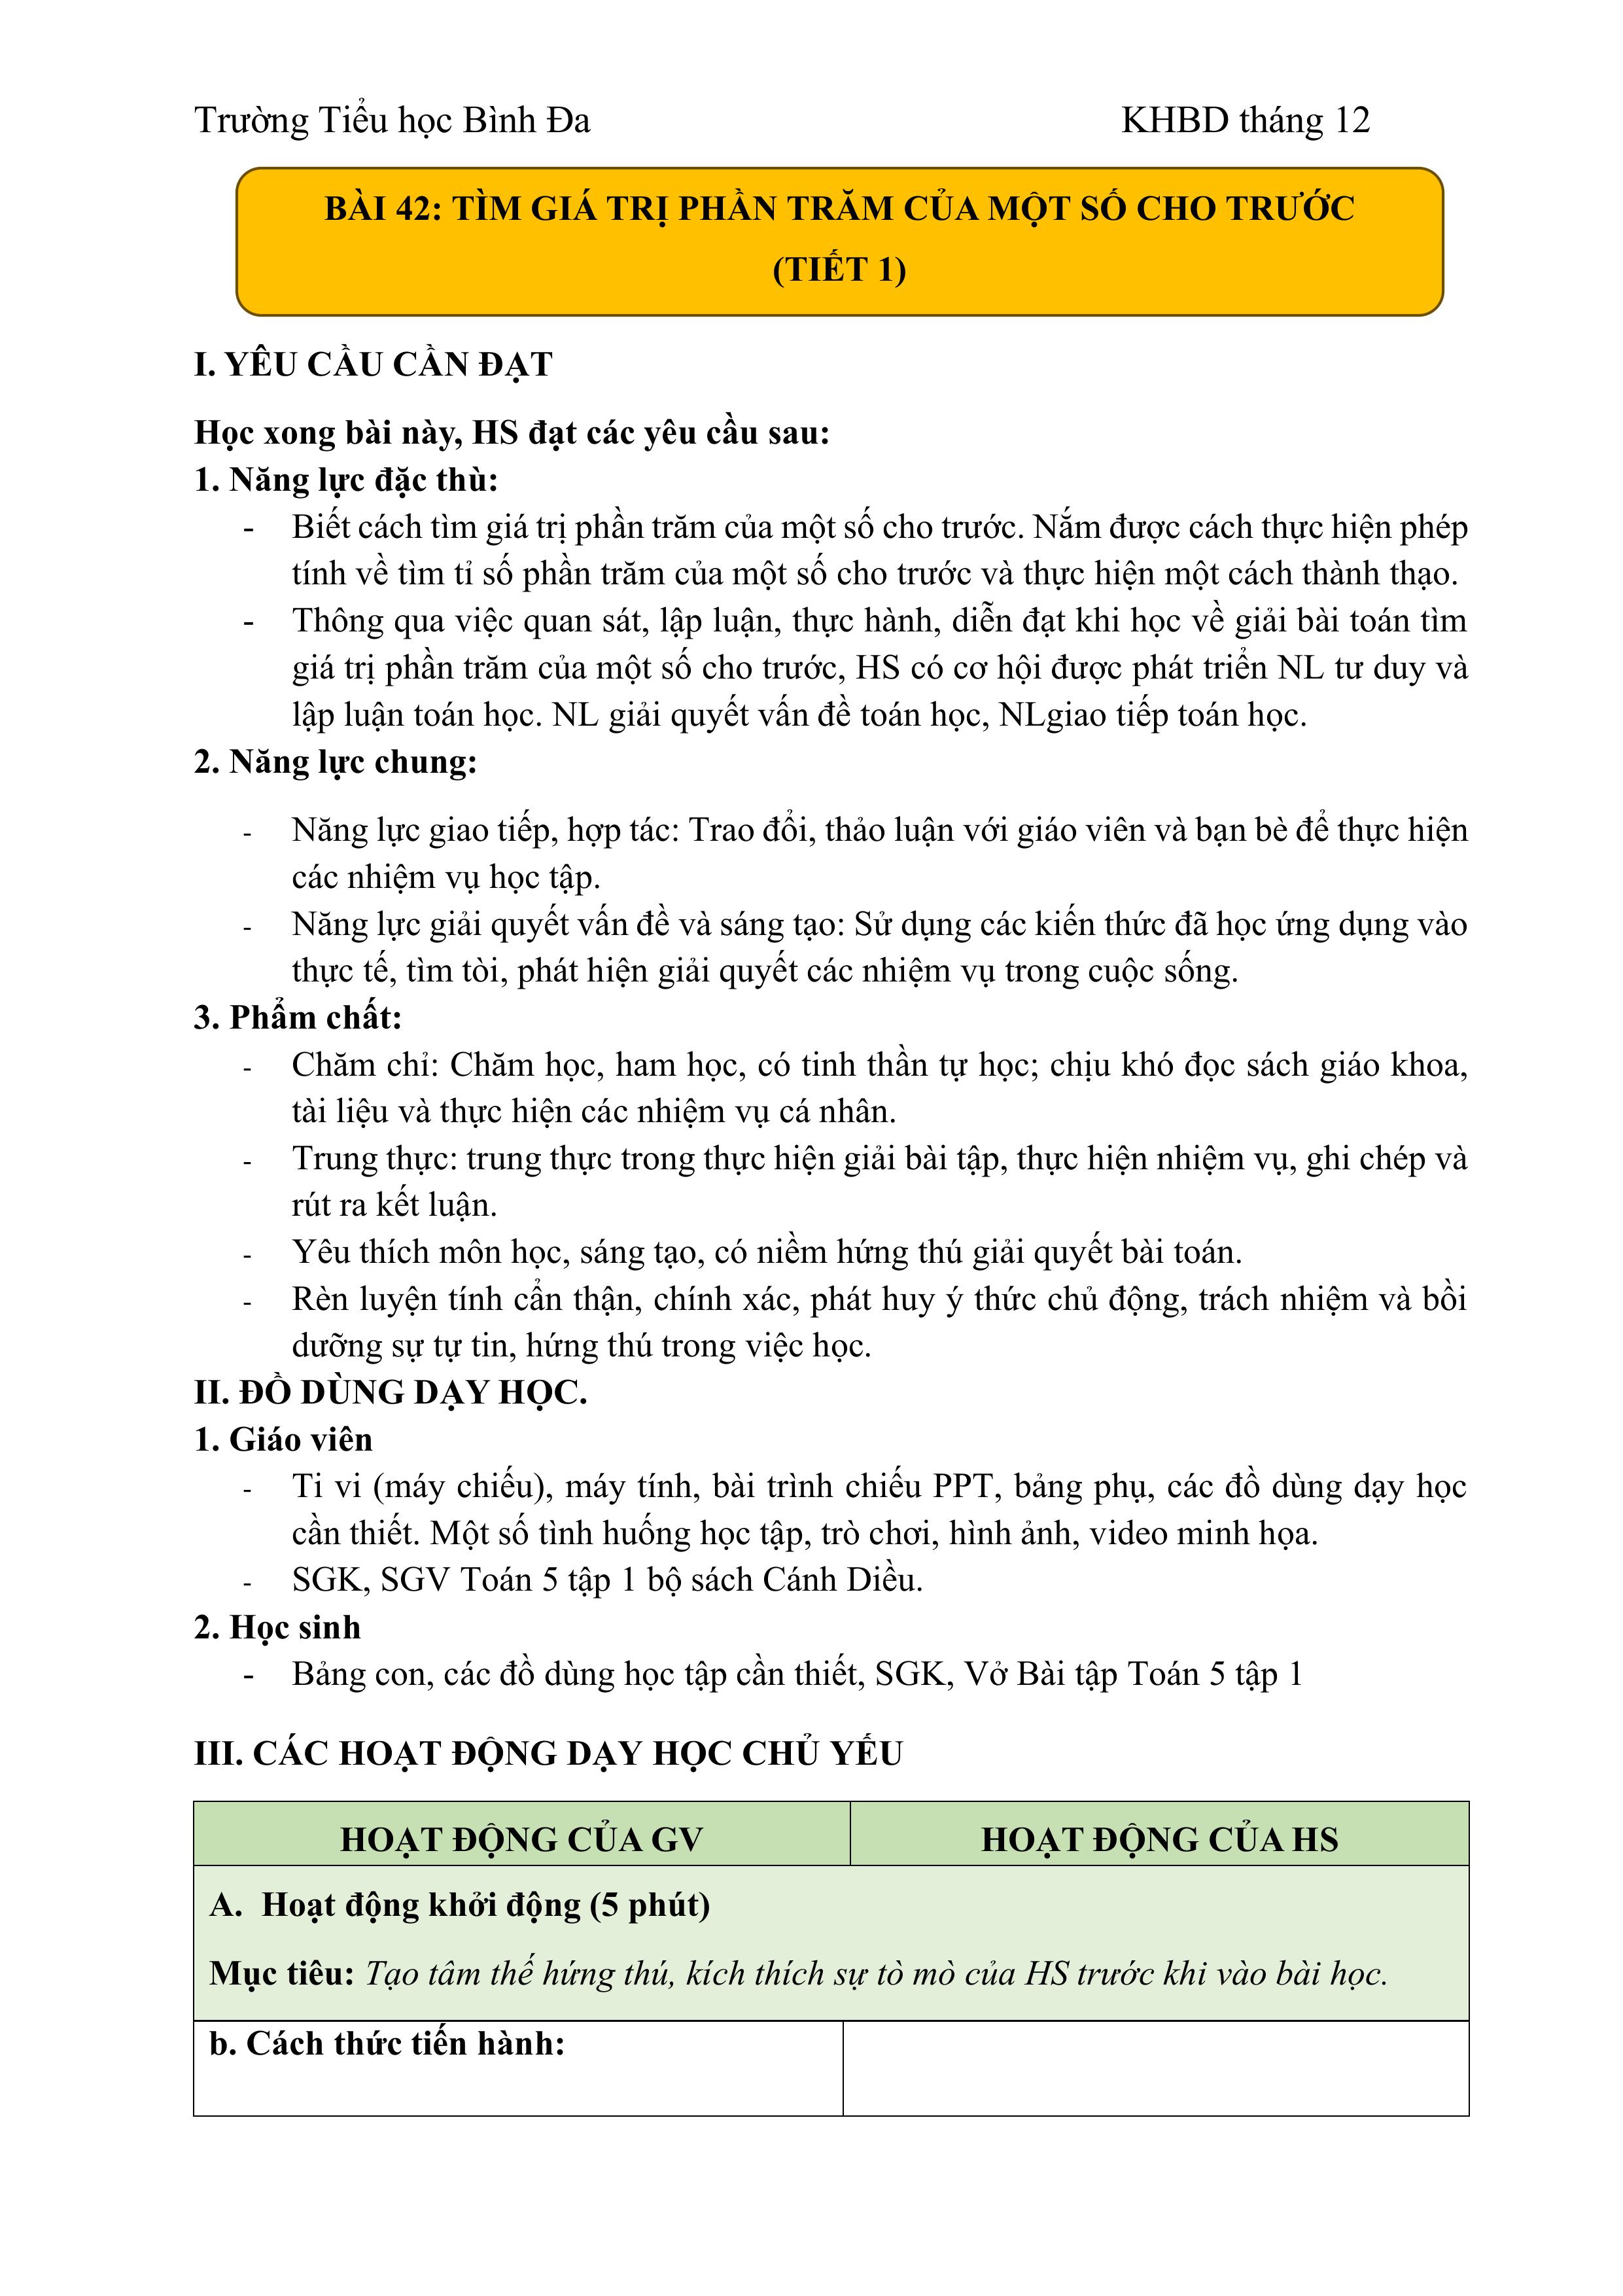 Trường Tiểu học Bình Đa KHBD tháng 12
BÀI 42: TÌM GIÁ TRỊ PHẦN TRĂM CỦA MỘT SỐ CHO TRƯỚC
(TIẾT 1)
I. YÊU CẦU CẦN ĐẠT
Học xong bài này, HS đạt các yêu cầu sau:
1. Năng lực đặc thù:
- Biết cách tìm giá trị phần trăm của một số cho trước. Nắm được cách thực hiện phép
tính về tìm tỉ số phần trăm của một số cho trước và thực hiện một cách thành thạo.
- Thông qua việc quan sát, lập luận, thực hành, diễn đạt khi học về giải bài toán tìm
giá trị phần trăm của một số cho trước, HS có cơ hội được phát triển NL tư duy và
lập luận toán học. NL giải quyết vấn đề toán học, NLgiao tiếp toán học.
2. Năng lực chung:
- Năng lực giao tiếp, hợp tác: Trao đổi, thảo luận với giáo viên và bạn bè để thực hiện
các nhiệm vụ học tập.
- Năng lực giải quyết vấn đề và sáng tạo: Sử dụng các kiến thức đã học ứng dụng vào
thực tế, tìm tòi, phát hiện giải quyết các nhiệm vụ trong cuộc sống.
3. Phẩm chất:
- Chăm chỉ: Chăm học, ham học, có tinh thần tự học; chịu khó đọc sách giáo khoa,
tài liệu và thực hiện các nhiệm vụ cá nhân.
- Trung thực: trung thực trong thực hiện giải bài tập, thực hiện nhiệm vụ, ghi chép và
rút ra kết luận.
- Yêu thích môn học, sáng tạo, có niềm hứng thú giải quyết bài toán.
- Rèn luyện tính cẩn thận, chính xác, phát huy ý thức chủ động, trách nhiệm và bồi
dưỡng sự tự tin, hứng thú trong việc học.
II. ĐỒ DÙNG DẠY HỌC.
1. Giáo viên
- Ti vi (máy chiếu), máy tính, bài trình chiếu PPT, bảng phụ, các đồ dùng dạy học
cần thiết. Một số tình huống học tập, trò chơi, hình ảnh, video minh họa.
- SGK, SGV Toán 5 tập 1 bộ sách Cánh Diều.
2. Học sinh
- Bảng con, các đồ dùng học tập cần thiết, SGK, Vở Bài tập Toán 5 tập 1
III. CÁC HOẠT ĐỘNG DẠY HỌC CHỦ YẾU
HOẠT ĐỘNG CỦA GV HOẠT ĐỘNG CỦA HS
A. Hoạt động khởi động (5 phút)
Mục tiêu: Tạo tâm thế hứng thú, kích thích sự tò mò của HS trước khi vào bài học.
b. Cách thức tiến hành: